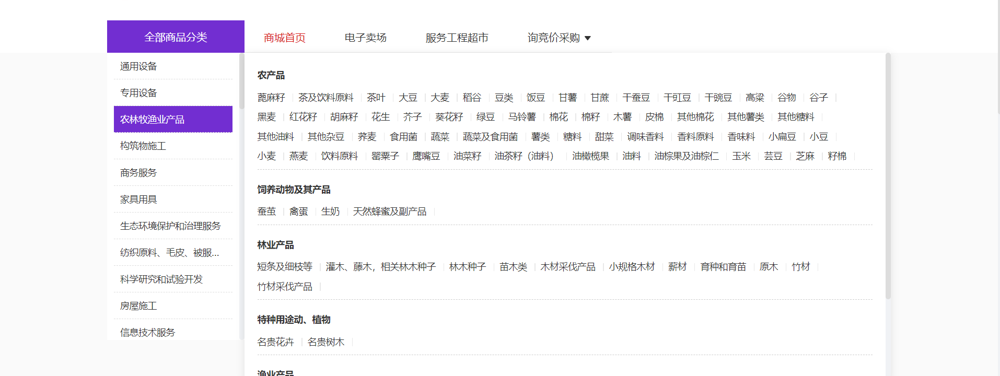 全部商品分类
商城首页
电子卖场
服务工程超市
询竞价采购
通用设备
专用设备
农林牧渔业产品
构筑物施工
商务服务
家具用具
生态环境保护和治理服务
纺织原料、毛皮、被服...
科学研究和试验开发
房屋施工
信息技术服务
农产品
蓖麻籽 茶及饮料原料 茶叶 大豆 大麦 稻谷 豆类 饭豆 甘薯 甘蔗 干蚕豆 干豇豆 干豌豆 高粱 谷物 谷子
黑麦 红花籽 胡麻籽 花生 芥子 葵花籽 绿豆 马铃薯 棉花 棉籽 木薯 皮棉 其他棉花 其他薯类 其他糖料
其他油料 其他杂豆 荞麦 食用菌 蔬菜 蔬菜及食用菌 薯类 糖料 甜菜 调味香料 香料原料 香味料 小扁豆 小豆
小麦 燕麦 饮料原料 罂粟子 鹰嘴豆 油菜籽 油茶籽（油料） 油橄榄果 油料 油棕果及油棕仁 玉米 芸豆 芝麻 籽棉
饲养动物及其产品
蚕茧 禽蛋 生奶 天然蜂蜜及副产品
林业产品
短条及细枝等 灌木、藤木，相关林木种子 林木种子 苗木类 木材采伐产品 小规格木材 薪材 育种和育苗 原木 竹材
竹材采伐产品
特种用途动、植物
名贵花卉 名贵树木
渔业产品